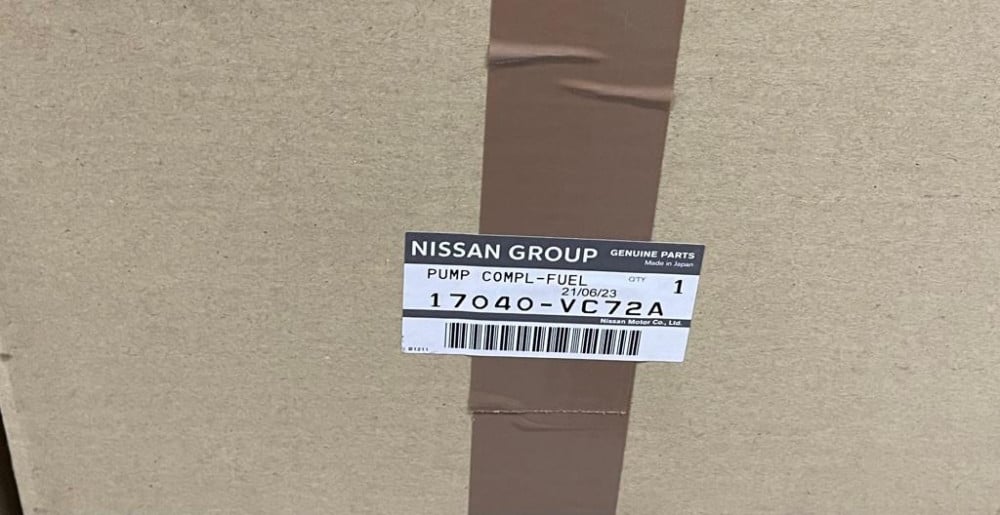 NISSAN GROUP GENUINE PARTS
Made in Japan
PUMP COMPL-FUEL QTY 1
21/06/23
17040-VC72A
Nissan Motor Co., Ltd.